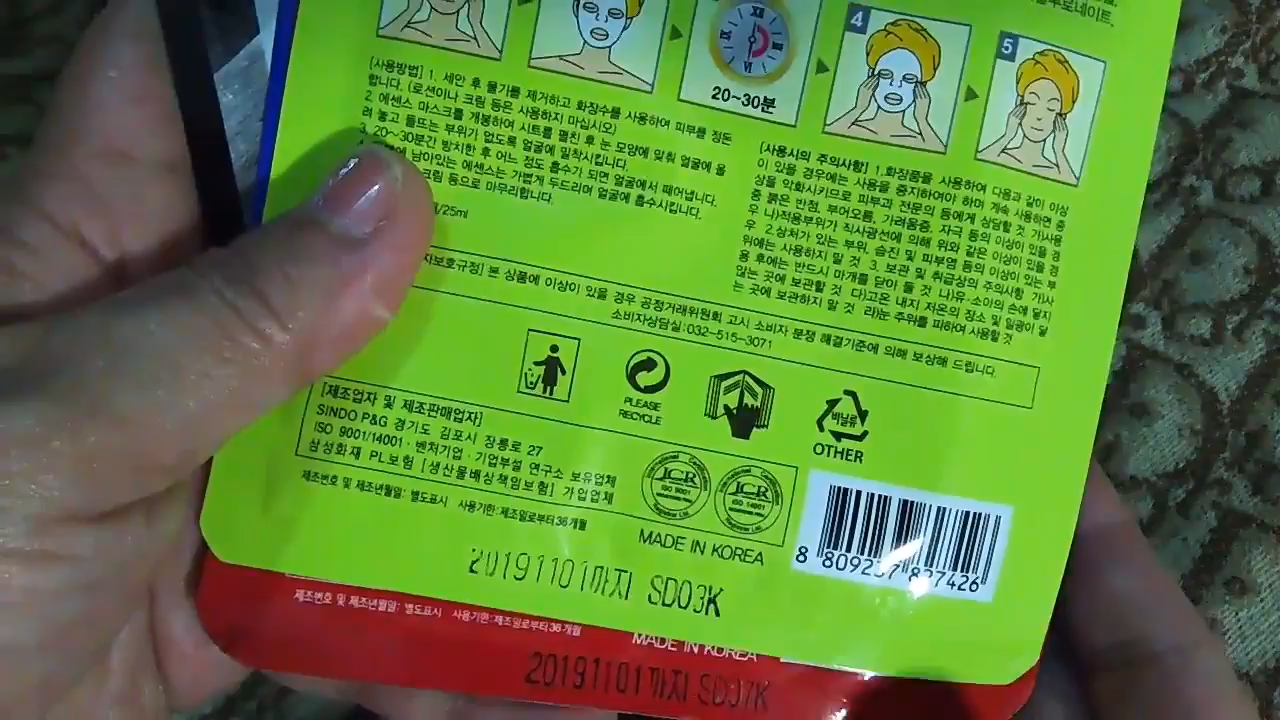 4
5
20~30분
[사용방법] 1. 세안 후 물기를 제거하고 화장수를 사용하여 피부를 정돈
합니다. (로션이나 크림 등은 사용하지 마십시오)
2. 에센스 마스크를 개봉하여 시트를 펼친 후 눈 모양에 맞춰 얼굴에 올
려 놓고 들뜨는 부위가 없도록 얼굴에 밀착시킵니다.
3. 20~30분간 방치한 후 어느 정도 흡수가 되면 얼굴에서 떼어냅니다.
남아있는 에센스는 가볍게 두드리며 얼굴에 흡수시킵니다.
크림 등으로 마무리합니다.
/25ml
[사용시의 주의사항] 1.화장품을 사용하여 다음과 같이 이상
이 있을 경우에는 사용을 중지하여야 하며 계속 사용하면 증
상을 악화시키므로 피부과 전문의 등에게 상담할 것 가)사용
중 붉은 반점, 부어오름, 가려움증, 자극 등의 이상이 있을 경
우 나)적용부위가 직사광선에 의해 위와 같은 이상이 있을 경
우 2.상처가 있는 부위, 습진 및 피부염 등의 이상이 있는 부
위에는 사용하지 말 것 3. 보관 및 취급상의 주의사항 가)사
용 후에는 반드시 마개를 닫아 둘 것 나)유·소아의 손에 닿지
않는 곳에 보관할 것 다)고온 내지 저온의 장소 및 일광이 닿
는 곳에 보관하지 말 것 라)눈 주위를 피하여 사용할 것
자보호규정] 본 상품에 이상이 있을 경우 공정거래위원회 고시 소비자 분쟁 해결기준에 의해 보상해 드립니다.
소비자상담실:032-515-3071
PLEASE
RECYCLE
비닐류
OTHER
[제조업자 및 제조판매업자]
SINDO P&G 경기도 김포시 장릉로 27
ISO 9001/14001 · 벤처기업 · 기업부설 연구소 보유업체
삼성화재 PL보험 [생산물배상책임보험] 가입업체
ICR
ISO 9001
ICR
ISO 14001
제조번호 및 제조년월일: 별도표시 사용기한:제조일로부터36개월
MADE IN KOREA
20191101까지 SD03K
제조번호 및 제조년월일: 별도표시 사용기한:제조일로부터36개월
MADE IN KOREA
20191101까지 SD07K